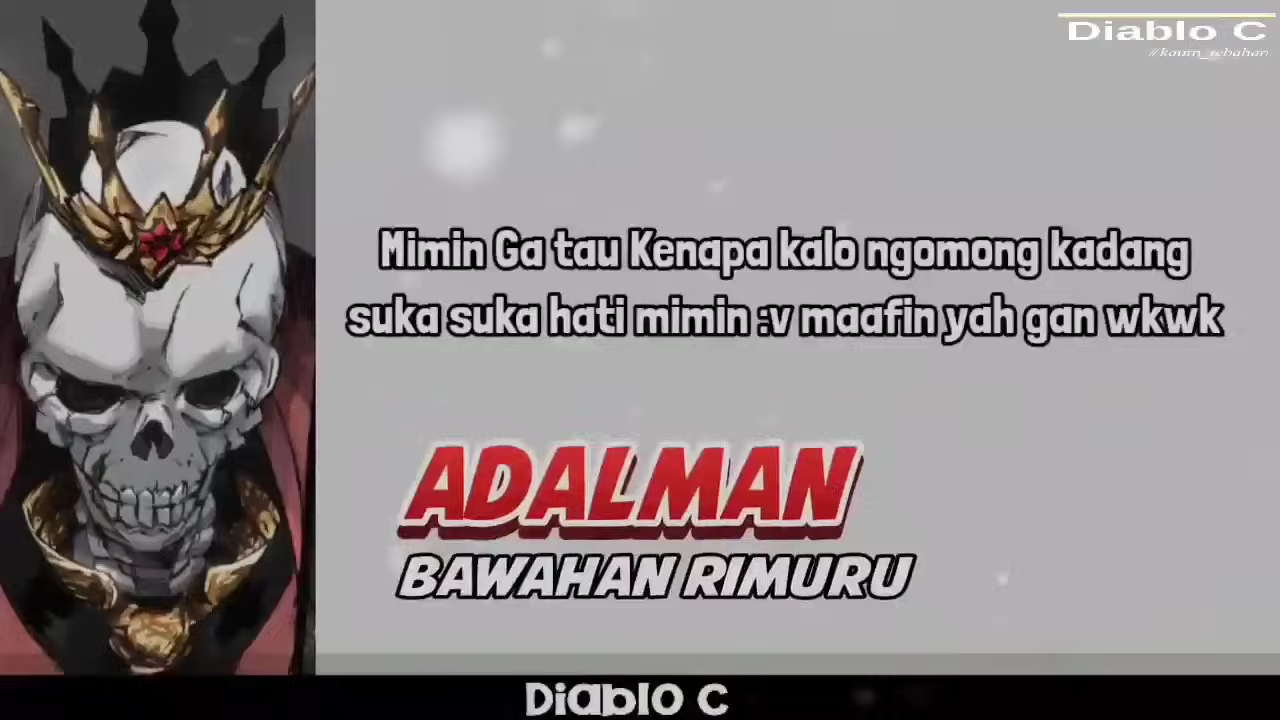 Diablo C
//kaum_rebahan
Mimin Ga tau Kenapa kalo ngomong kadang
suka suka hati mimin :v maafin yah gan wkwk
ADALMAN
BAWAHAN RIMURU
Diablo C